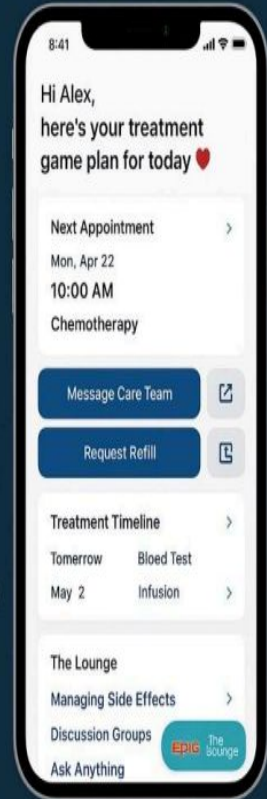 8:41
Hi Alex,
here's your treatment
game plan for today ❤️
Next Appointment
Mon, Apr 22
10:00 AM
Chemotherapy
Message Care Team
Request Refill
Treatment Timeline
Tomorrow Bloed Test
May 2 Infusion
The Lounge
Managing Side Effects
Discussion Groups
Ask Anything
EPIG The
lounge